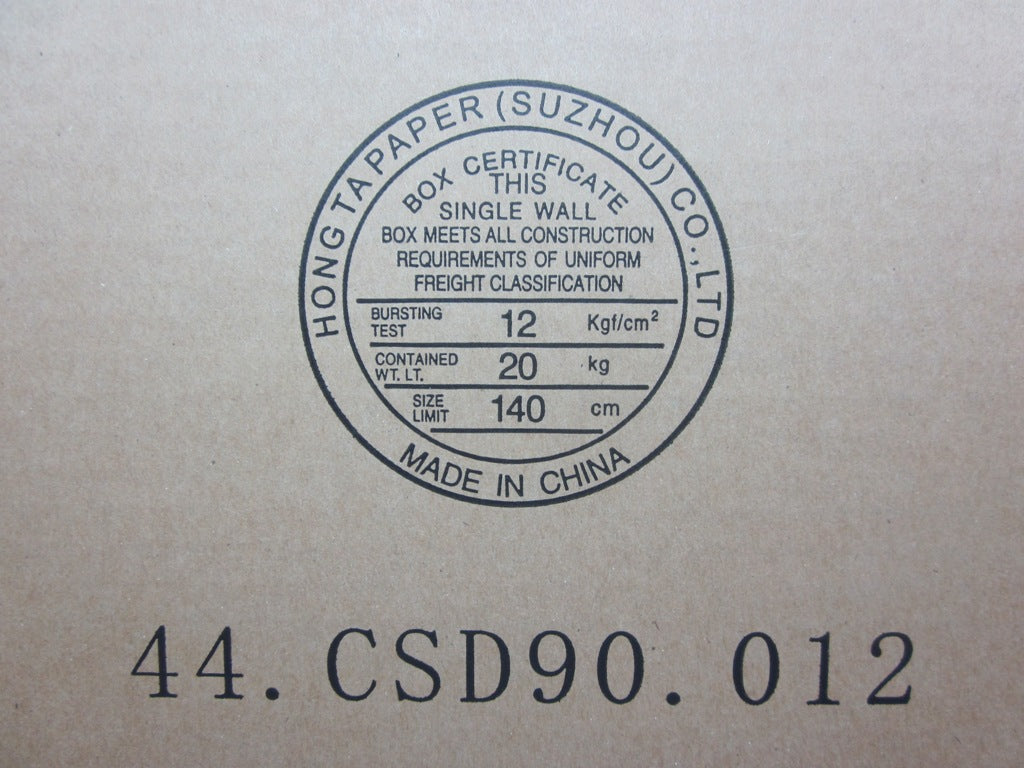 HONG TA PAPER (SUZHOU) CO.,LTD
BOX CERTIFICATE
THIS
SINGLE WALL
BOX MEETS ALL CONSTRUCTION
REQUIREMENTS OF UNIFORM
FREIGHT CLASSIFICATION
BURSTING TEST 12 Kgf/cm²
CONTAINED WT. LT. 20 kg
SIZE LIMIT 140 cm
MADE IN CHINA
44.CSD90.012